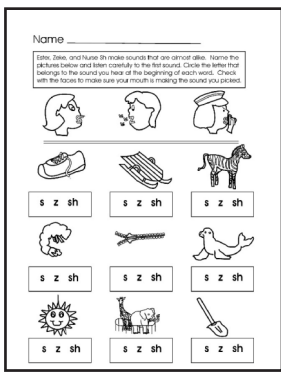 Name
Ester, Zeke, and Nurse Sh make sounds that are almost alike. Name the
pictures below and listen carefully to the first sound. Circle the letter that
belongs to the sound you hear at the beginning of each word. Check
with the faces to make sure your mouth is making the sound you picked.
s z sh
s z sh
s z sh
s z sh
s z sh
s z sh
s z sh
s z sh
s z sh